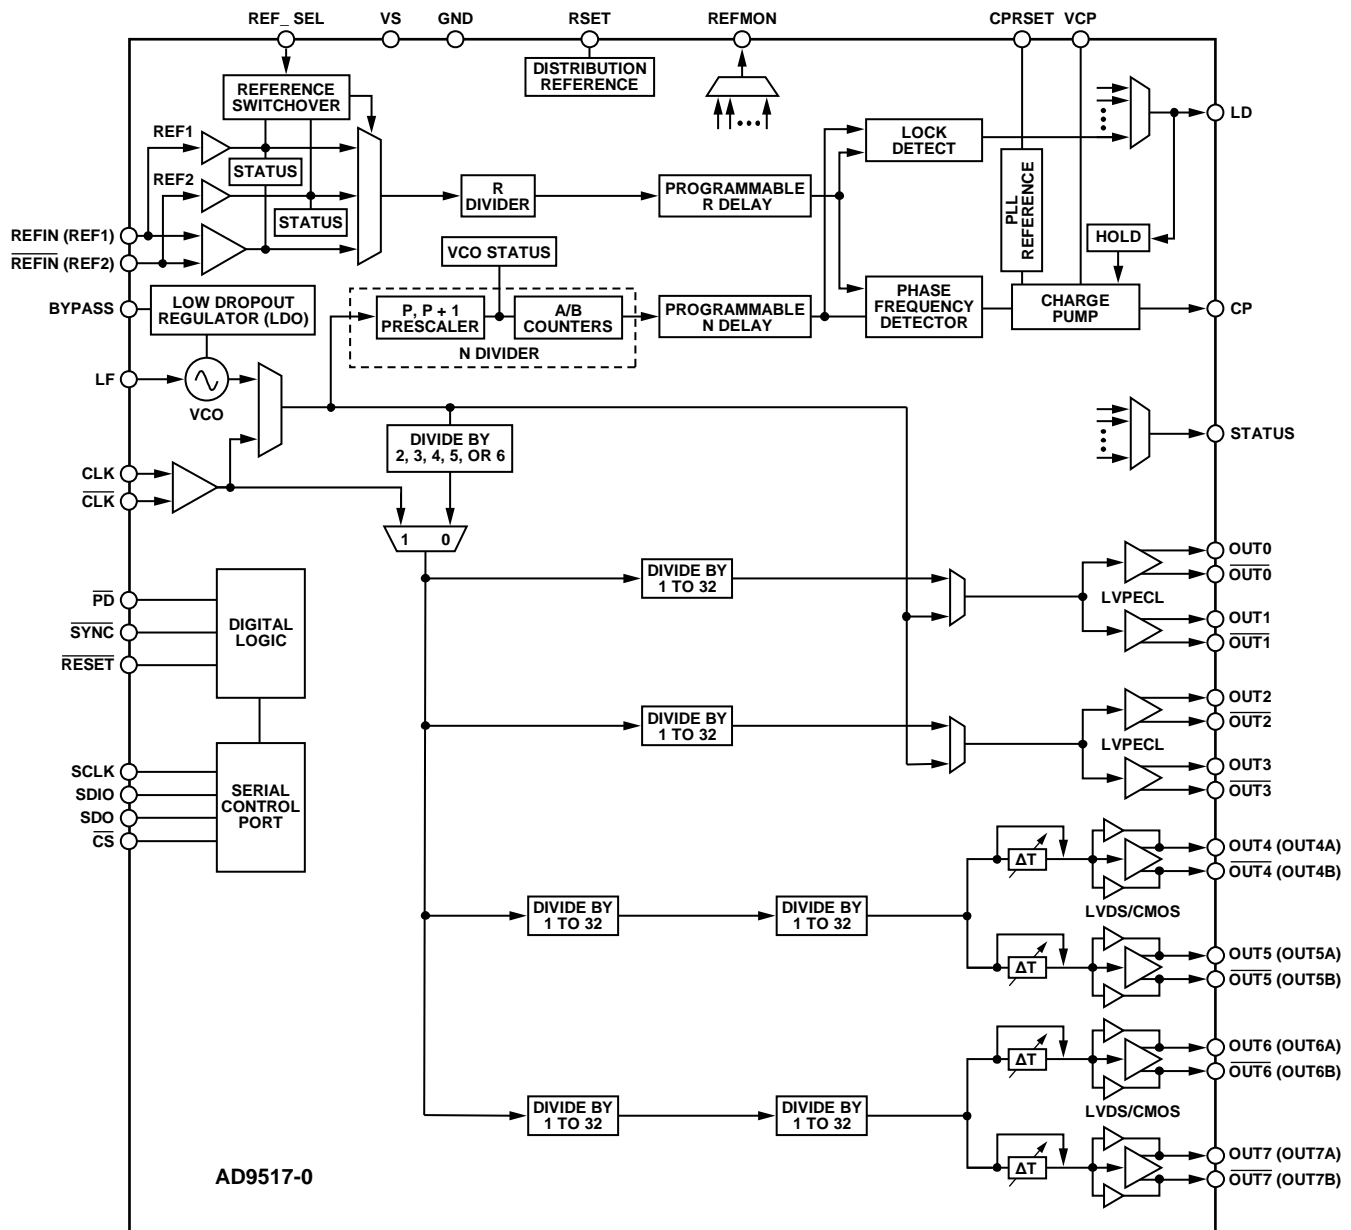 REF_ SEL
VS
GND
RSET
REFMON
CPRSET
VCP
DISTRIBUTION
REFERENCE
REFERENCE
SWITCHOVER
REF1
STATUS
REF2
STATUS
R
DIVIDER
PROGRAMMABLE
R DELAY
LOCK
DETECT
PLL
REFERENCE
HOLD
LD
REFIN (REF1)
REFIN (REF2)
BYPASS
LOW DROPOUT
REGULATOR (LDO)
VCO STATUS
P, P + 1
PRESCALER
A/B
COUNTERS
N DIVIDER
PROGRAMMABLE
N DELAY
PHASE
FREQUENCY
DETECTOR
CHARGE
PUMP
CP
LF
VCO
STATUS
DIVIDE BY
2, 3, 4, 5, OR 6
CLK
CLK
1 0
DIVIDE BY
1 TO 32
LVPECL
OUT0
OUT0
OUT1
OUT1
PD
SYNC
RESET
DIGITAL
LOGIC
DIVIDE BY
1 TO 32
LVPECL
OUT2
OUT2
OUT3
OUT3
SCLK
SDIO
SDO
CS
SERIAL
CONTROL
PORT
DIVIDE BY
1 TO 32
DIVIDE BY
1 TO 32
ΔT
ΔT
LVDS/CMOS
OUT4 (OUT4A)
OUT4 (OUT4B)
OUT5 (OUT5A)
OUT5 (OUT5B)
DIVIDE BY
1 TO 32
DIVIDE BY
1 TO 32
ΔT
ΔT
LVDS/CMOS
OUT6 (OUT6A)
OUT6 (OUT6B)
OUT7 (OUT7A)
OUT7 (OUT7B)
AD9517-0